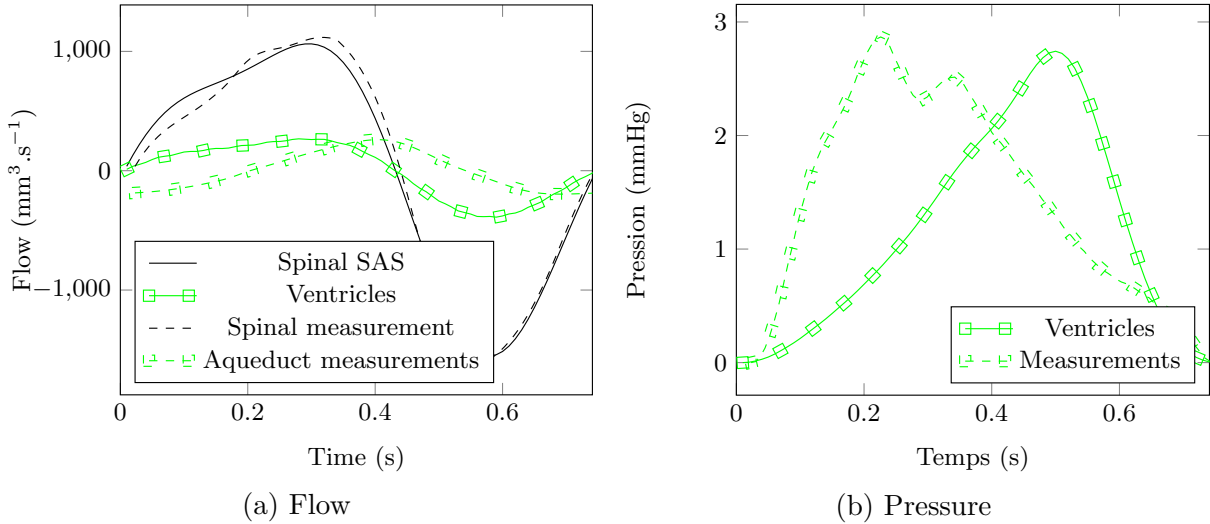 1,000
0
−1,000
Flow (mm³.s⁻¹)
Spinal SAS
Ventricles
Spinal measurement
Aqueduct measurements
0 0.2 0.4 0.6
Time (s)
(a) Flow
3
2
1
0
Pression (mmHg)
Ventricles
Measurements
0 0.2 0.4 0.6
Temps (s)
(b) Pressure